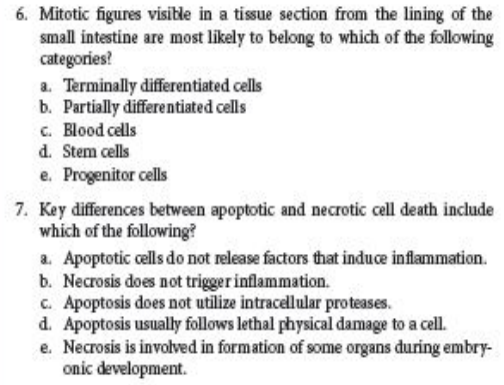 6. Mitotic figures visible in a tissue section from the lining of the
small intestine are most likely to belong to which of the following
categories?
a. Terminally differentiated cells
b. Partially differentiated cells
c. Blood cells
d. Stem cells
e. Progenitor cells
7. Key differences between apoptotic and necrotic cell death include
which of the following?
a. Apoptotic cells do not release factors that induce inflammation.
b. Necrosis does not trigger inflammation.
c. Apoptosis does not utilize intracellular proteases.
d. Apoptosis usually follows lethal physical damage to a cell.
e. Necrosis is involved in formation of some organs during embry-
onic development.